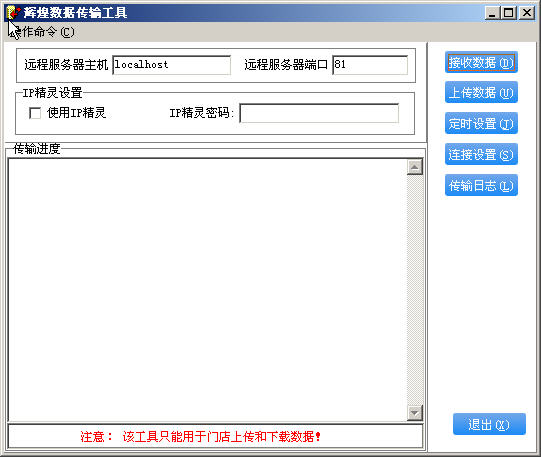 辉煌数据传输工具
作命令(C)
远程服务器主机 localhost 远程服务器端口 81
IP精灵设置
使用IP精灵 IP精灵密码:
传输进度
接收数据(D)
上传数据(U)
定时设置(T)
连接设置(S)
传输日志(L)
注意： 该工具只能用于门店上传和下载数据!
退出(X)